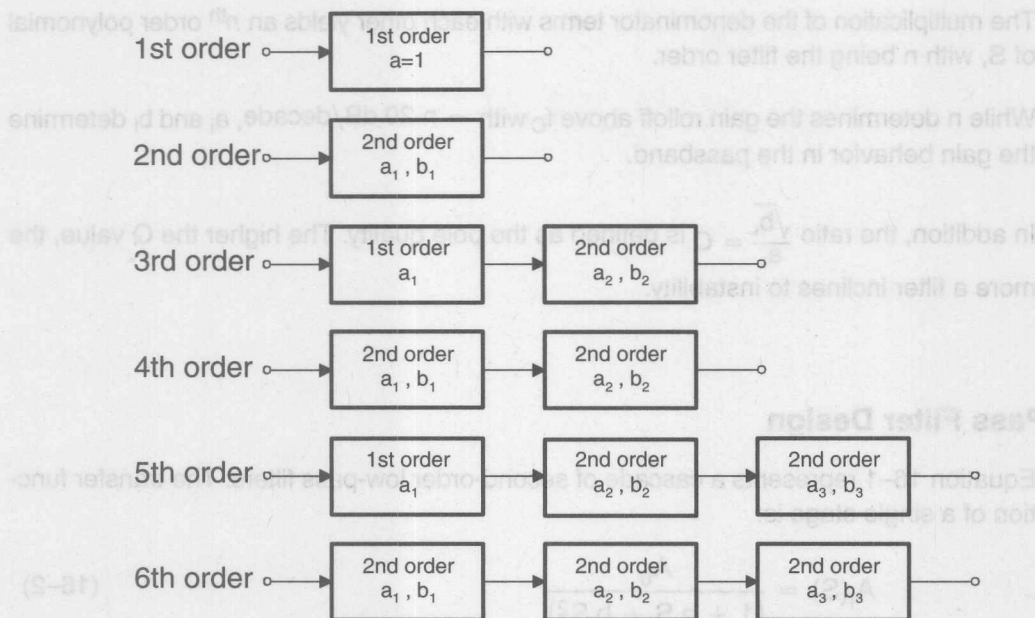 1st order
1st order
a=1
2nd order
2nd order
a₁ , b₁
3rd order
1st order
a₁
2nd order
a₂ , b₂
4th order
2nd order
a₁ , b₁
2nd order
a₂ , b₂
5th order
1st order
a₁
2nd order
a₂ , b₂
2nd order
a₃ , b₃
6th order
2nd order
a₁ , b₁
2nd order
a₂ , b₂
2nd order
a₃ , b₃